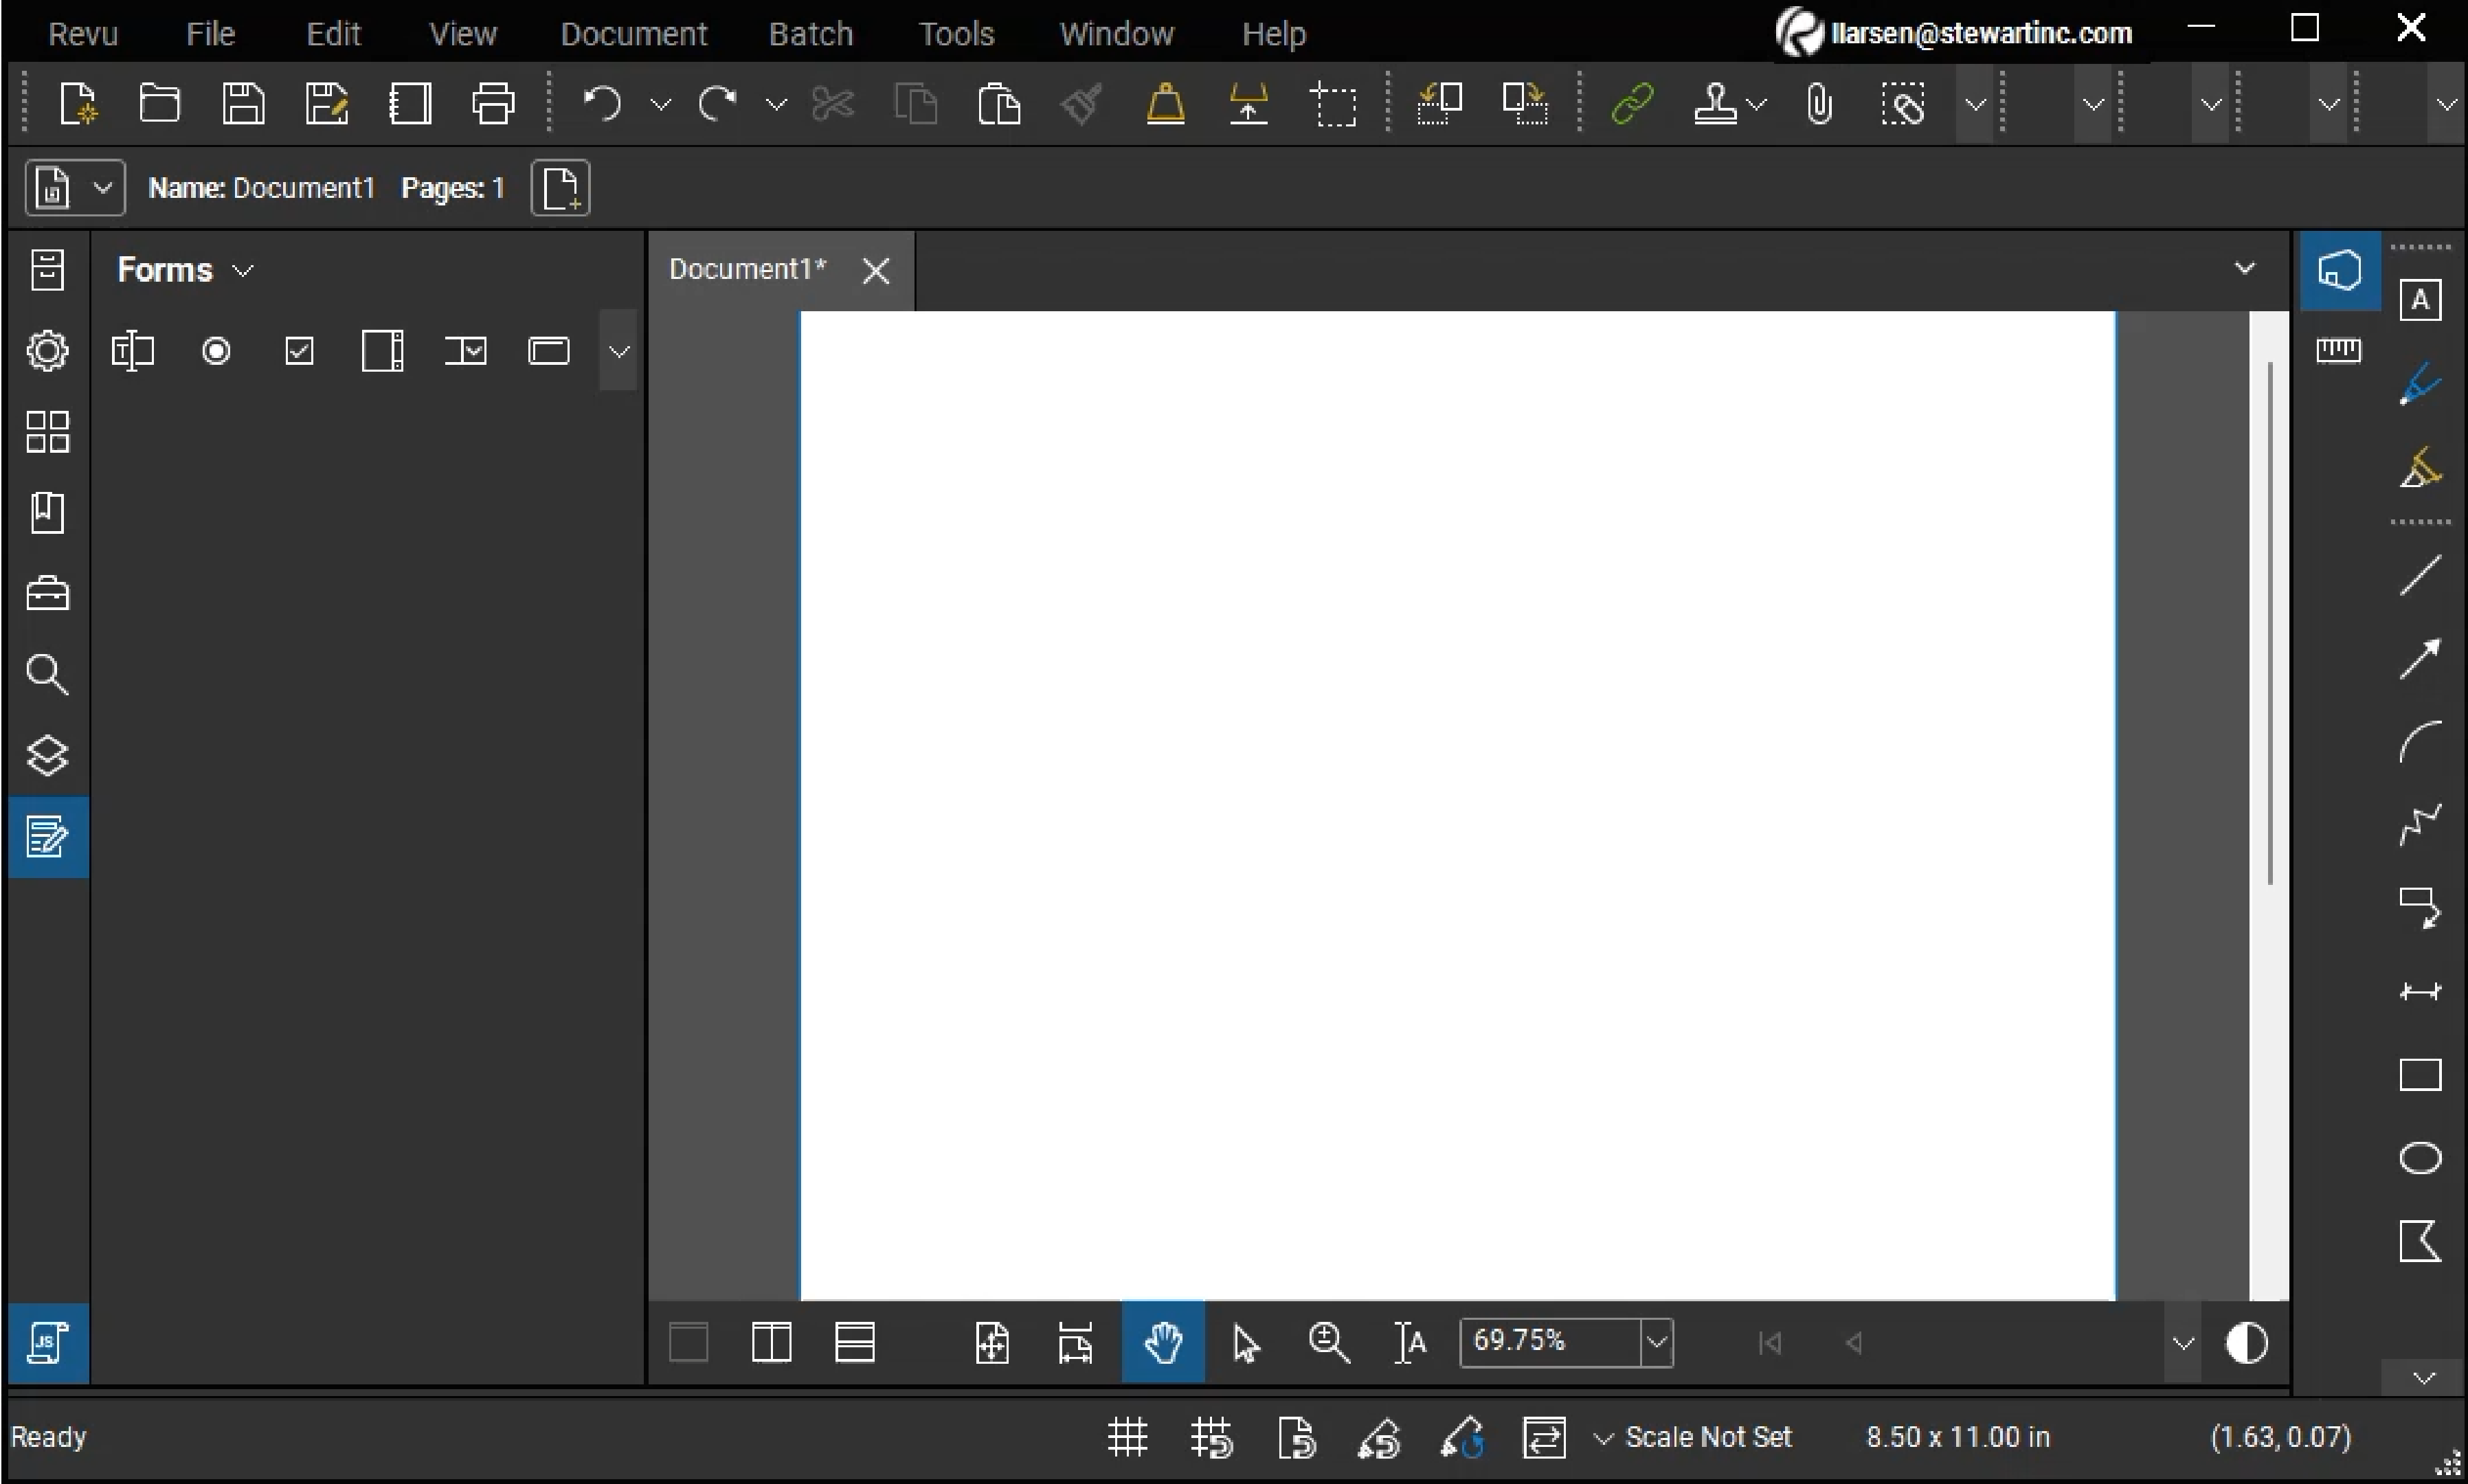 Revu File Edit View Document Batch Tools Window Help llarsen@stewartinc.com
Name: Document1 Pages: 1
Forms
Document1*
A
T
JS
A
69.75%
Ready
Scale Not Set
8.50 x 11.00 in
(1.63, 0.07)